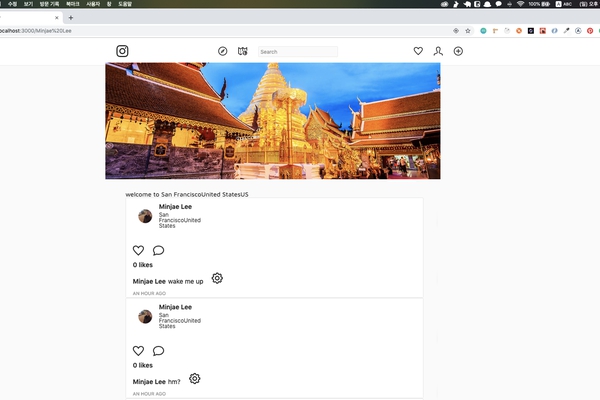 수정 보기 방문 기록 북마크 사용자 창 도움말 100% A ABC
localhost:3000/Minjae%20Lee
Search
welcome to San FranciscoUnited StatesUS
Minjae Lee
San
FranciscoUnited
States
0 likes
Minjae Lee wake me up
AN HOUR AGO
Minjae Lee
San
FranciscoUnited
States
0 likes
Minjae Lee hm?
AN HOUR AGO